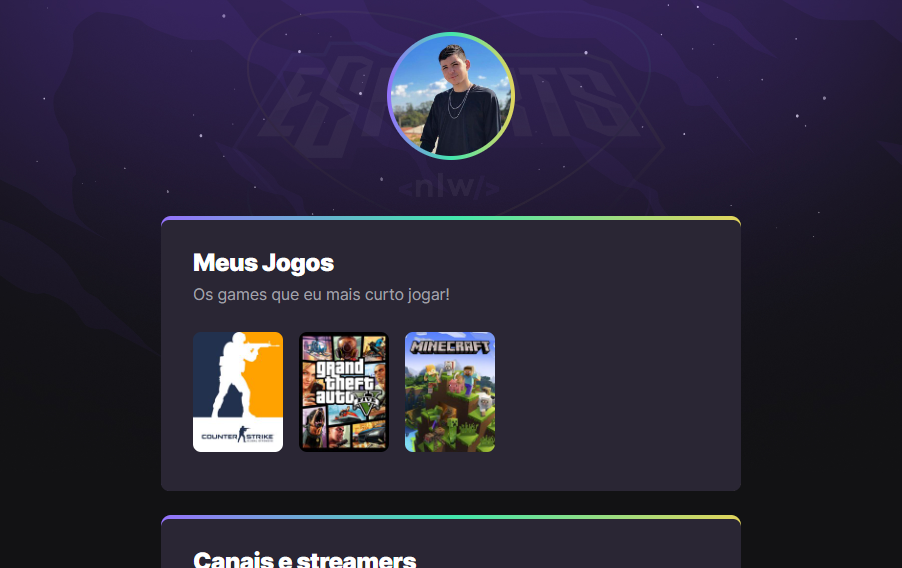 ESPORTS
<nlw/>
Meus Jogos
Os games que eu mais curto jogar!
COUNTER STRIKE
grand
theft
auto
V
MINECRAFT
Canais e streamers